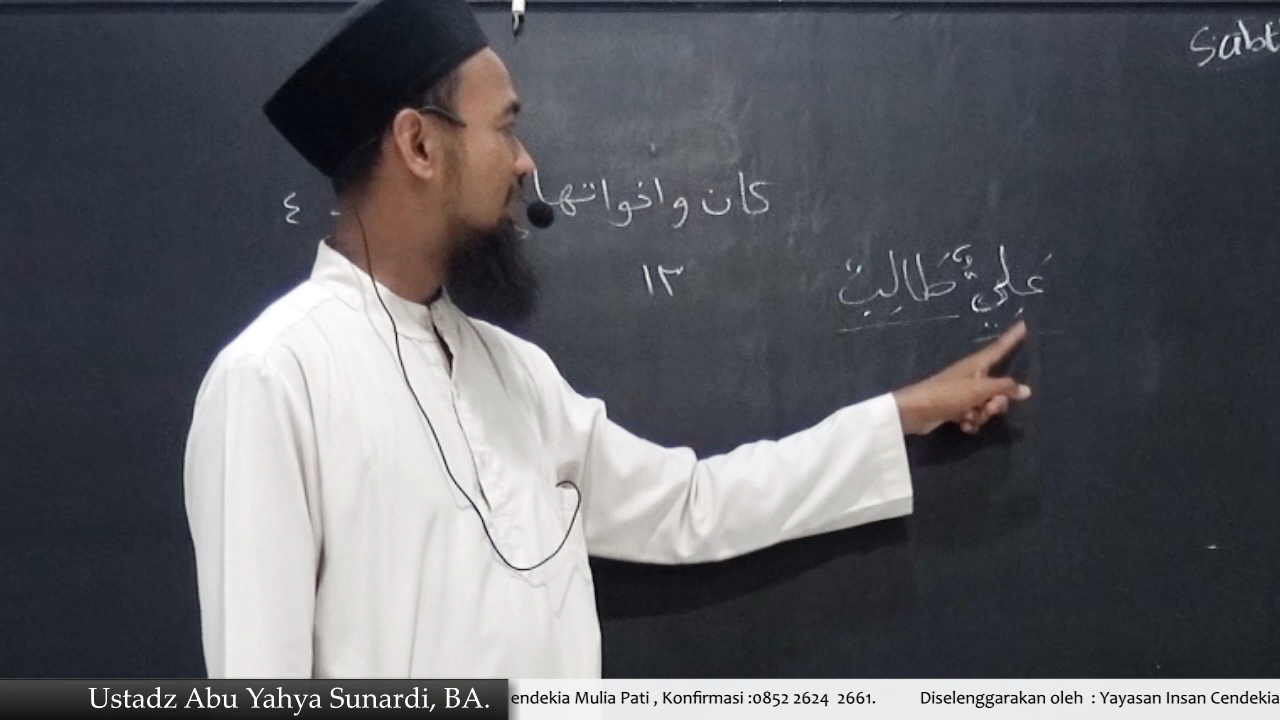 Sabt
كان واخواتها
٤ -
١٣
عَلِيٌّ طَالِبٌ
Ustadz Abu Yahya Sunardi, BA.
endekia Mulia Pati , Konfirmasi :0852 2624 2661. Diselenggarakan oleh : Yayasan Insan Cendekia